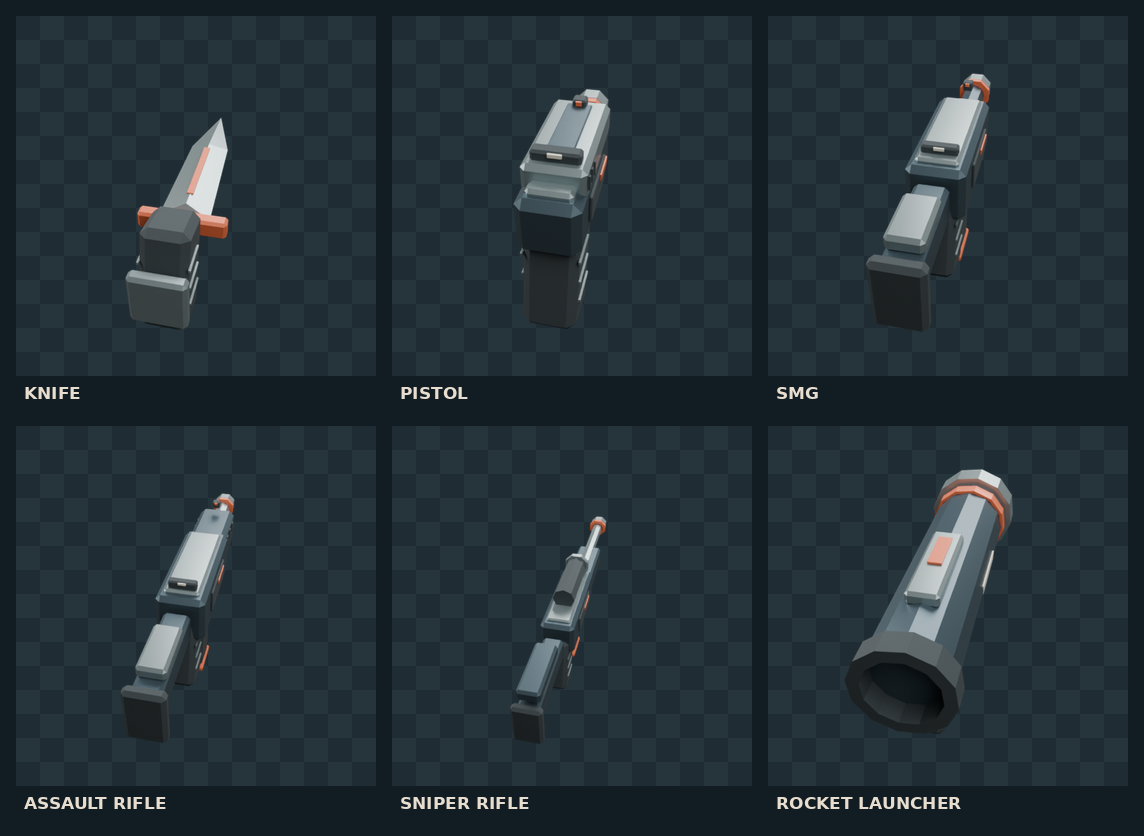 KNIFE
PISTOL
SMG
ASSAULT RIFLE
SNIPER RIFLE
ROCKET LAUNCHER